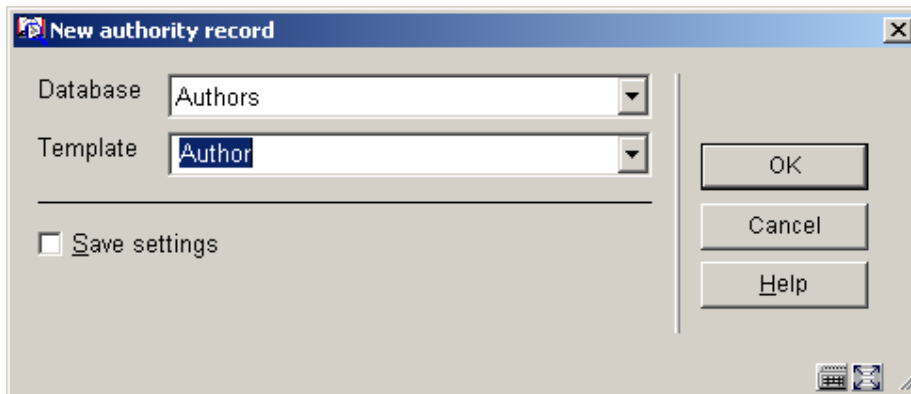 New authority record
Database Authors
Template Author
OK
Save settings
Cancel
Help